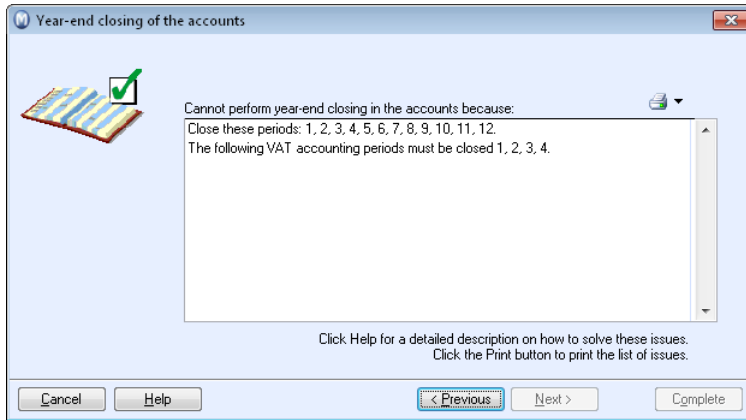 Year-end closing of the accounts
Cannot perform year-end closing in the accounts because:
Close these periods: 1, 2, 3, 4, 5, 6, 7, 8, 9, 10, 11, 12.
The following VAT accounting periods must be closed 1, 2, 3, 4.
Click Help for a detailed description on how to solve these issues.
Click the Print button to print the list of issues.
Cancel Help < Previous Next > Complete